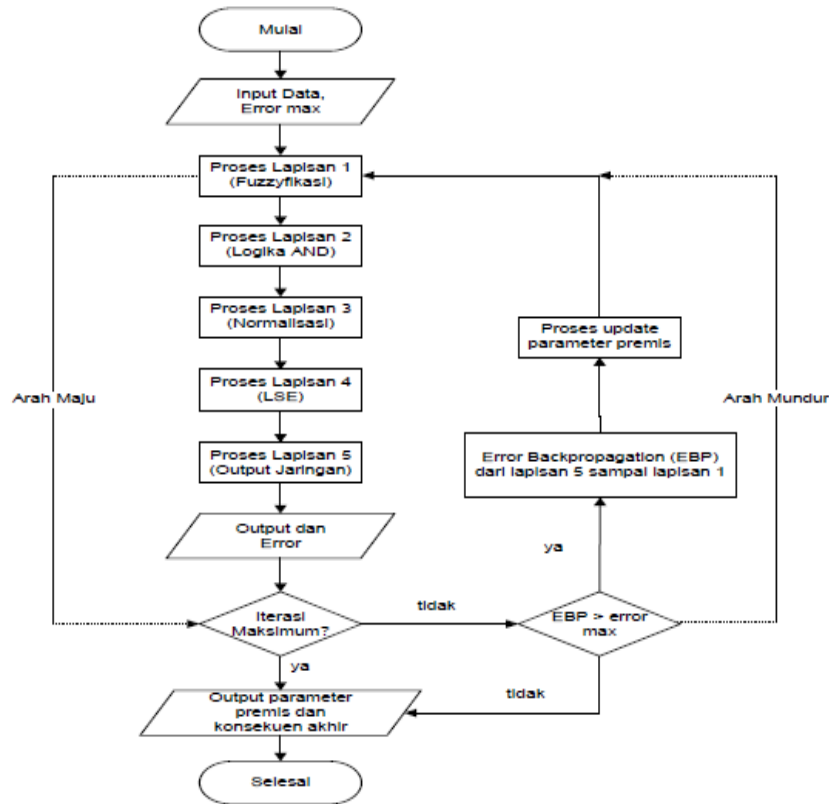 Mulai
Input Data,
Error max
Proses Lapisan 1
(Fuzzyfikasi)
Proses Lapisan 2
(Logika AND)
Proses Lapisan 3
(Normalisasi)
Proses update
parameter premis
Arah Maju
Proses Lapisan 4
(LSE)
Arah Mundur
Proses Lapisan 5
(Output Jaringan)
Error Backpropagation (EBP)
dari lapisan 5 sampai lapisan 1
Output dan
Error
ya
Iterasi
Maksimum?
tidak
EBP > error
max
ya
tidak
Output parameter
premis dan
konsekuen akhir
Selesai